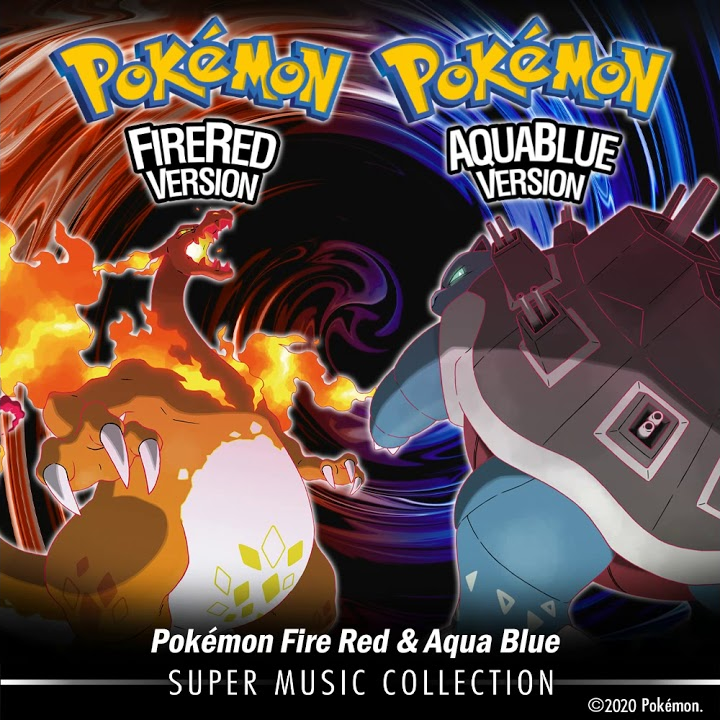 POKéMON POKéMON
FIRERED AQUABLUE
VERSION VERSION
Pokémon Fire Red & Aqua Blue
SUPER MUSIC COLLECTION
©2020 Pokémon.